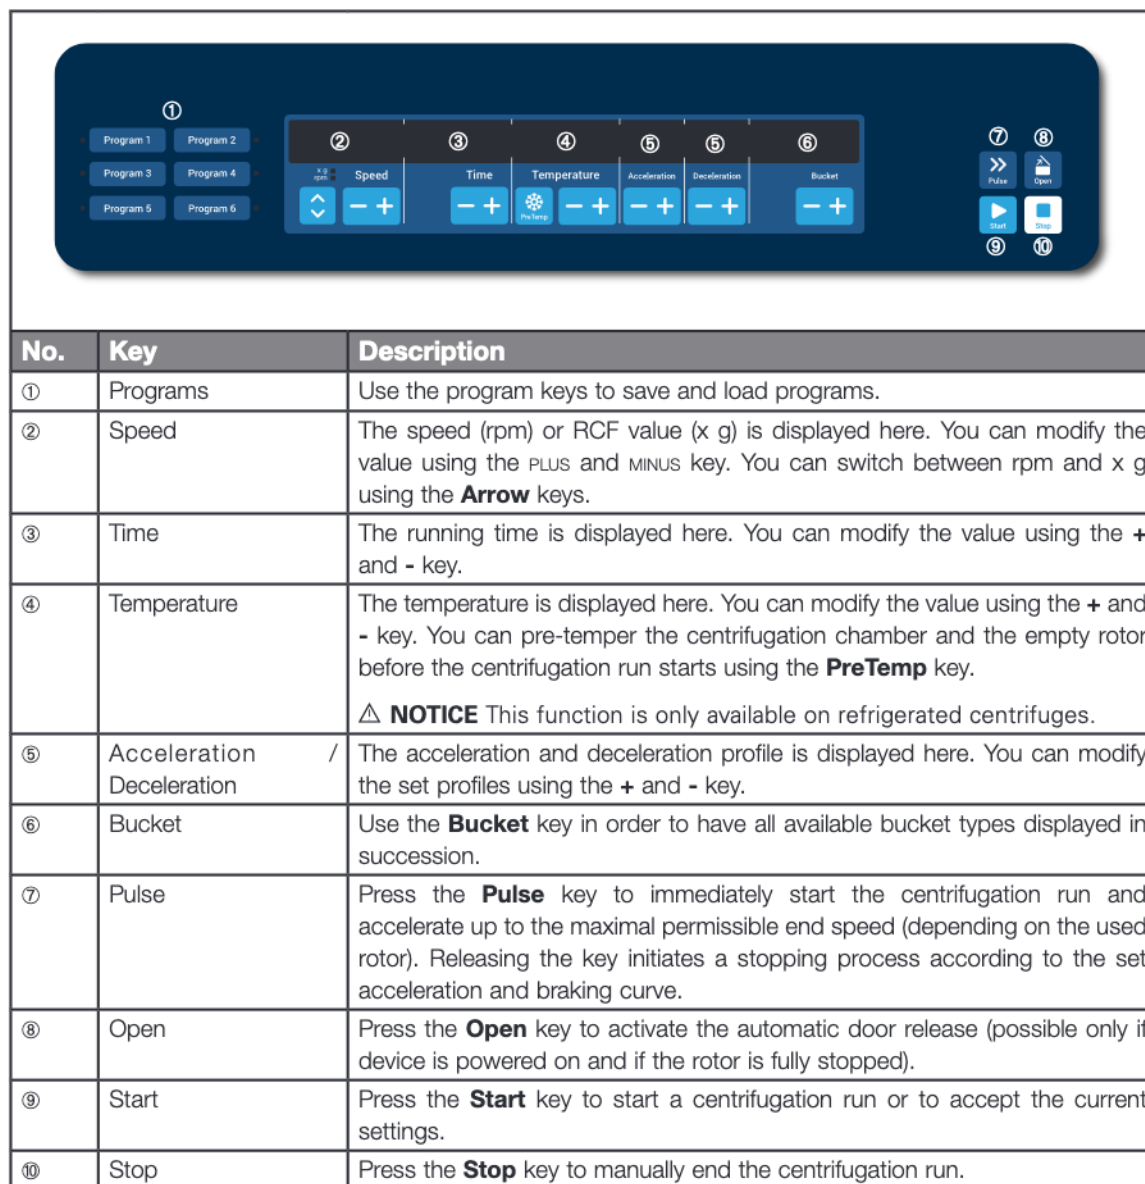 ①
Program 1 Program 2
Program 3 Program 4
Program 5 Program 6
② ③ ④ ⑤ ⑤ ⑥
x g
rpm
Speed Time Temperature Acceleration Deceleration Bucket
− + − + PreTemp − + − + − + − +
⑦ ⑧
Pulse Open
Start Stop
⑨ ⑩
No. Key Description
① Programs Use the program keys to save and load programs.
② Speed The speed (rpm) or RCF value (x g) is displayed here. You can modify the
value using the PLUS and MINUS key. You can switch between rpm and x g
using the Arrow keys.
③ Time The running time is displayed here. You can modify the value using the +
and - key.
④ Temperature The temperature is displayed here. You can modify the value using the + and
- key. You can pre-temper the centrifugation chamber and the empty rotor
before the centrifugation run starts using the PreTemp key.
⚠ NOTICE This function is only available on refrigerated centrifuges.
⑤ Acceleration / The acceleration and deceleration profile is displayed here. You can modify
Deceleration the set profiles using the + and - key.
⑥ Bucket Use the Bucket key in order to have all available bucket types displayed in
succession.
⑦ Pulse Press the Pulse key to immediately start the centrifugation run and
accelerate up to the maximal permissible end speed (depending on the used
rotor). Releasing the key initiates a stopping process according to the set
acceleration and braking curve.
⑧ Open Press the Open key to activate the automatic door release (possible only if
device is powered on and if the rotor is fully stopped).
⑨ Start Press the Start key to start a centrifugation run or to accept the current
settings.
⑩ Stop Press the Stop key to manually end the centrifugation run.